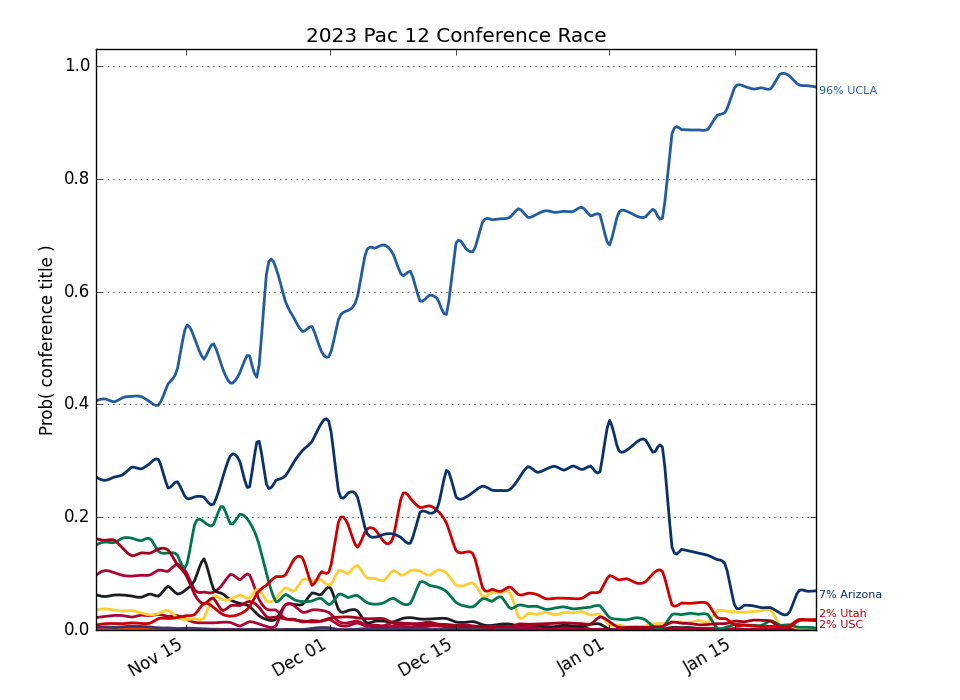 2023 Pac 12 Conference Race
Prob( conference title )
1.0
0.8
0.6
0.4
0.2
0.0
96% UCLA
7% Arizona
2% Utah
2% USC
Nov 15
Dec 01
Dec 15
Jan 01
Jan 15